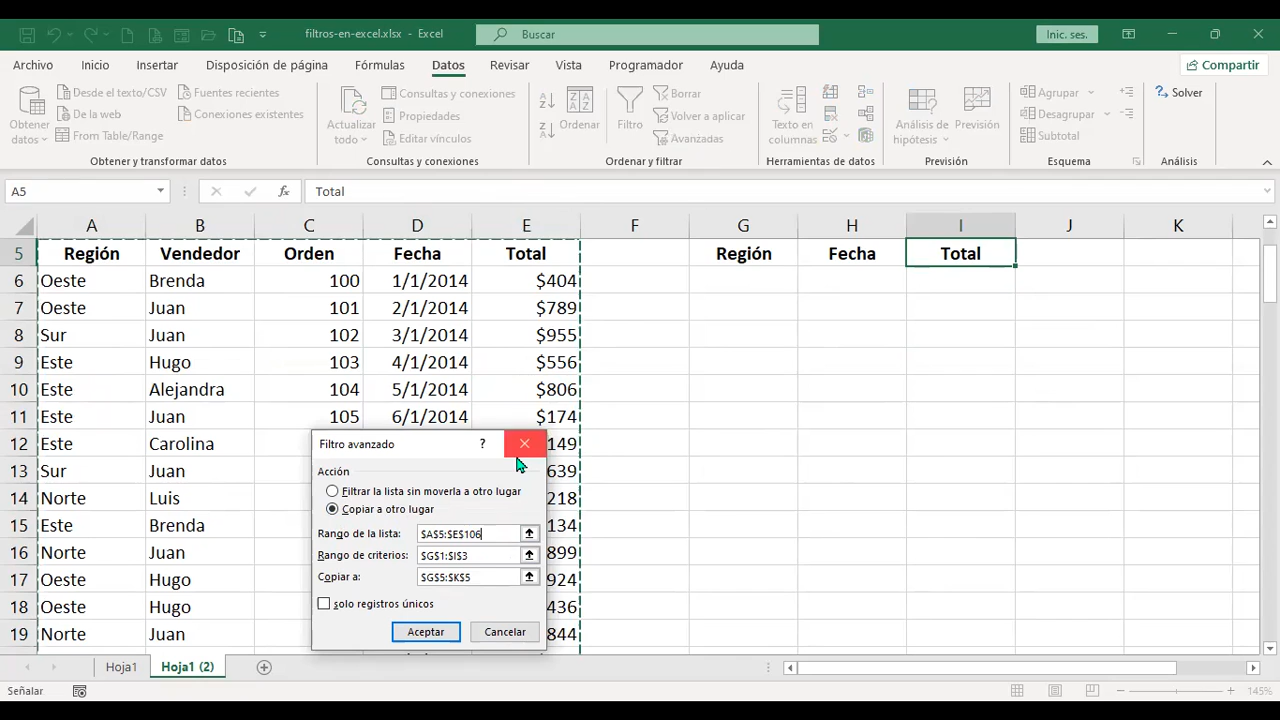 filtros-en-excel.xlsx - Excel
Buscar
Inic. ses.
Archivo Inicio Insertar Disposición de página Fórmulas Datos Revisar Vista Programador Ayuda
Compartir
Obtener datos
Desde el texto/CSV
De la web
From Table/Range
Fuentes recientes
Conexiones existentes
Obtener y transformar datos
Actualizar todo
Consultas y conexiones
Propiedades
Editar vínculos
Consultas y conexiones
Ordenar
Filtro
Borrar
Volver a aplicar
Avanzadas
Ordenar y filtrar
Texto en columnas
Herramientas de datos
Análisis de hipótesis
Previsión
Previsión
Agrupar
Desagrupar
Subtotal
Esquema
Solver
Análisis
A5 fx Total
A B C D E F G H I J K
5 Región Vendedor Orden Fecha Total Región Fecha Total
6 Oeste Brenda 100 1/1/2014 $404
7 Oeste Juan 101 2/1/2014 $789
8 Sur Juan 102 3/1/2014 $955
9 Este Hugo 103 4/1/2014 $556
10 Este Alejandra 104 5/1/2014 $806
11 Este Juan 105 6/1/2014 $174
12 Este Carolina 149
13 Sur Juan 639
14 Norte Luis 218
15 Este Brenda 134
16 Norte Juan 899
17 Oeste Hugo 924
18 Oeste Hugo 436
19 Norte Juan 844
Filtro avanzado ?
Acción
Filtrar la lista sin moverla a otro lugar
Copiar a otro lugar
Rango de la lista: $A$5:$E$106
Rango de criterios: $G$1:$I$3
Copiar a: $G$5:$K$5
Solo registros únicos
Aceptar Cancelar
Hoja1 Hoja1 (2)
Señalar
145%